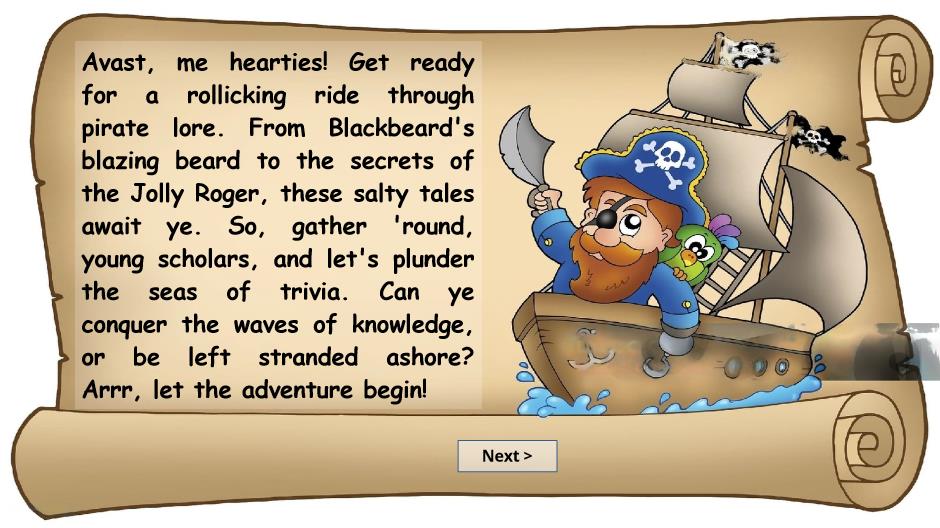 Avast, me hearties! Get ready
for a rollicking ride through
pirate lore. From Blackbeard's
blazing beard to the secrets of
the Jolly Roger, these salty tales
await ye. So, gather 'round,
young scholars, and let's plunder
the seas of trivia. Can ye
conquer the waves of knowledge,
or be left stranded ashore?
Arrr, let the adventure begin!
Next >